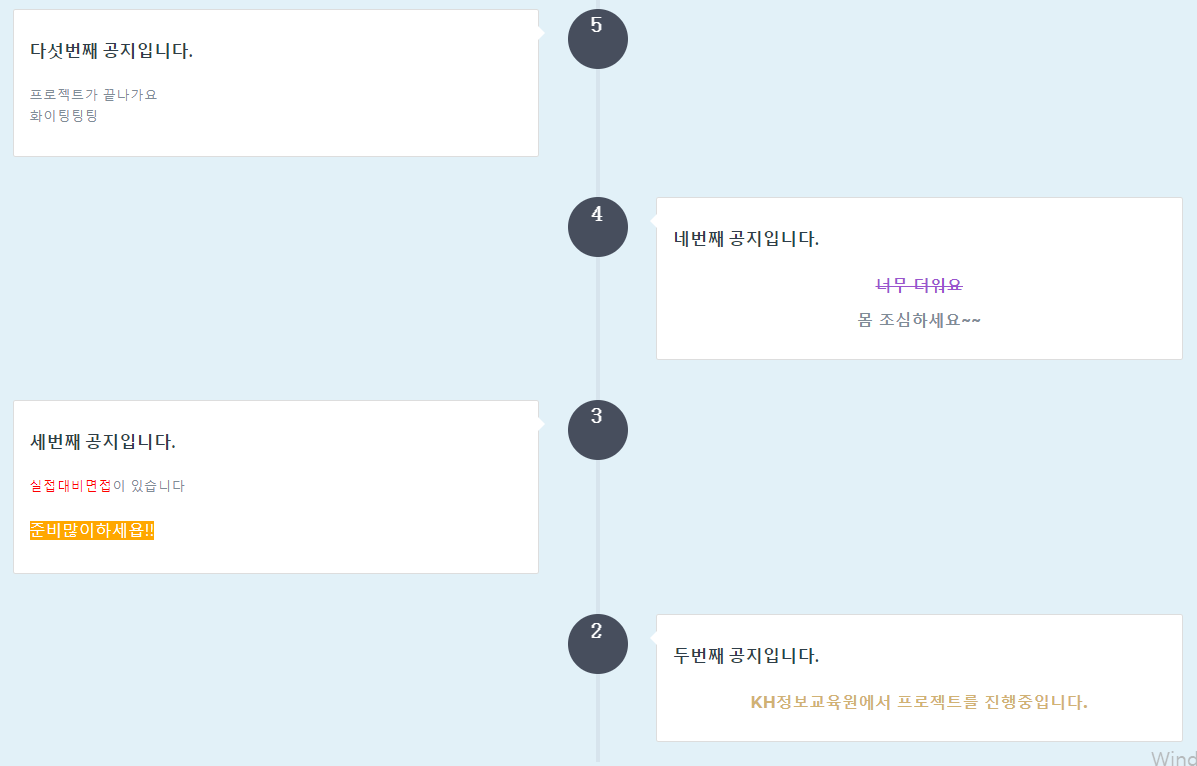 5
다섯번째 공지입니다.
프로젝트가 끝나가요
화이팅팅팅
4
네번째 공지입니다.
너무 더워요
몸 조심하세요~~
3
세번째 공지입니다.
실접대비면접이 있습니다
준비많이하세욥!!
2
두번째 공지입니다.
KH정보교육원에서 프로젝트를 진행중입니다.
Wind